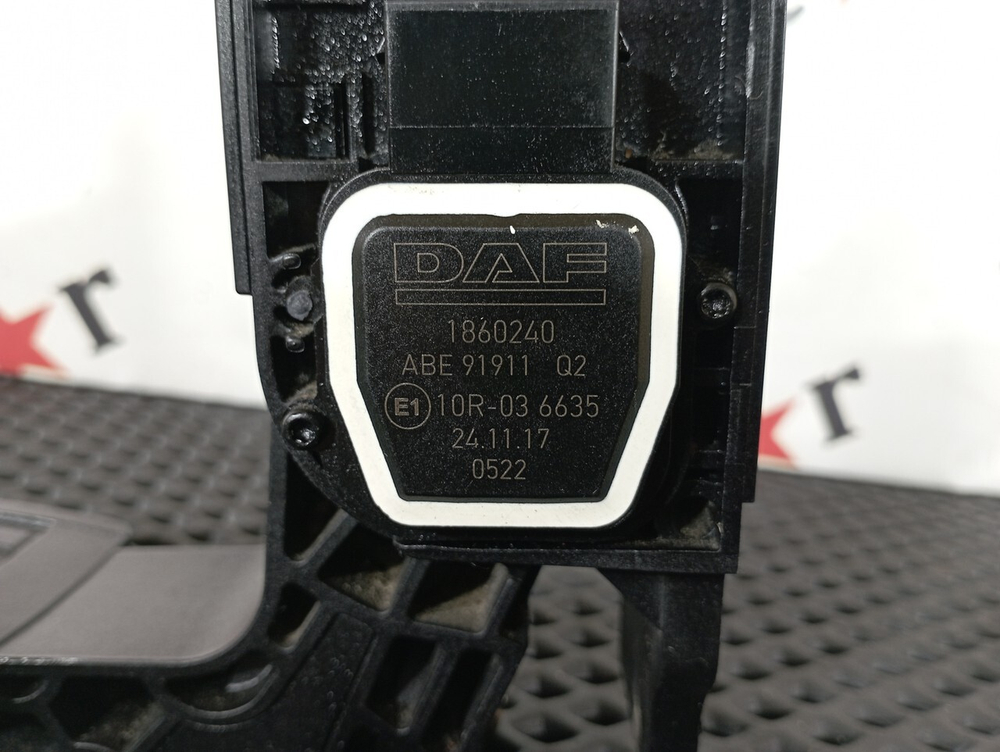 DAF
1860240
ABE 91911 Q2
E1 10R-03 6635
24.11.17
0522
r
r